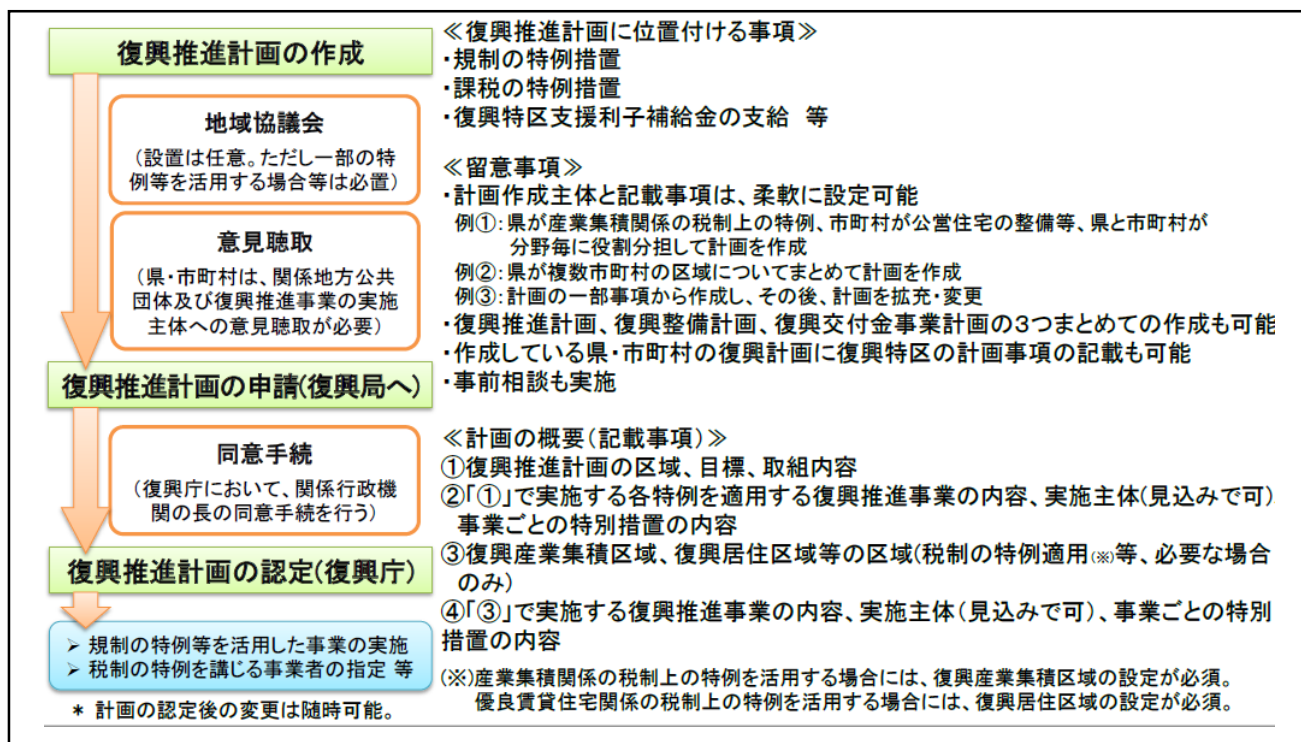 復興推進計画の作成
地域協議会
(設置は任意。ただし一部の特
例等を活用する場合等は必置)
意見聴取
(県・市町村は、関係地方公共
団体及び復興推進事業の実施
主体への意見聴取が必要)
復興推進計画の申請(復興局へ)
同意手続
(復興庁において、関係行政機
関の長の同意手続を行う)
復興推進計画の認定(復興庁)
➢ 規制の特例等を活用した事業の実施
➢ 税制の特例を講じる事業者の指定 等
* 計画の認定後の変更は随時可能。
≪復興推進計画に位置付ける事項≫
・規制の特例措置
・課税の特例措置
・復興特区支援利子補給金の支給 等
≪留意事項≫
・計画作成主体と記載事項は、柔軟に設定可能
例①:県が産業集積関係の税制上の特例、市町村が公営住宅の整備等、県と市町村が
分野毎に役割分担して計画を作成
例②:県が複数市町村の区域についてまとめて計画を作成
例③:計画の一部事項から作成し、その後、計画を拡充・変更
・復興推進計画、復興整備計画、復興交付金事業計画の3つまとめての作成も可能
・作成している県・市町村の復興計画に復興特区の計画事項の記載も可能
・事前相談も実施
≪計画の概要(記載事項)≫
①復興推進計画の区域、目標、取組内容
②「①」で実施する各特例を適用する復興推進事業の内容、実施主体(見込みで可)、
事業ごとの特別措置の内容
③復興産業集積区域、復興居住区域等の区域(税制の特例適用(※)等、必要な場合
のみ)
④「③」で実施する復興推進事業の内容、実施主体(見込みで可)、事業ごとの特別
措置の内容
(※)産業集積関係の税制上の特例を活用する場合には、復興産業集積区域の設定が必須。
優良賃貸住宅関係の税制上の特例を活用する場合には、復興居住区域の設定が必須。